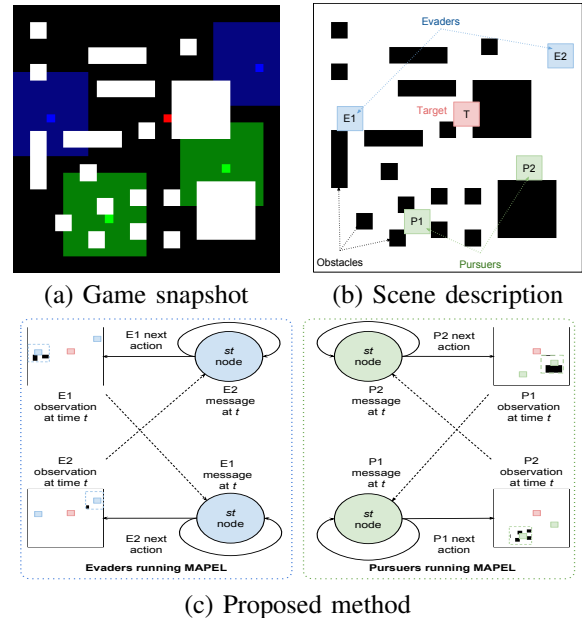 Evaders
E2
E1
Target
T
P2
P1
Obstacles
Pursuers
(a) Game snapshot
(b) Scene description
E1 next
action
st
node
E1
observation
at time t
E2
message
at t
E2
observation
at time t
E1
message
at t
st
node
E2 next
action
Evaders running MAPEL
st
node
P2 next
action
P2
message
at t
P1
observation
at time t
P1
message
at t
P2
observation
at time t
st
node
P1 next
action
Pursuers running MAPEL
(c) Proposed method